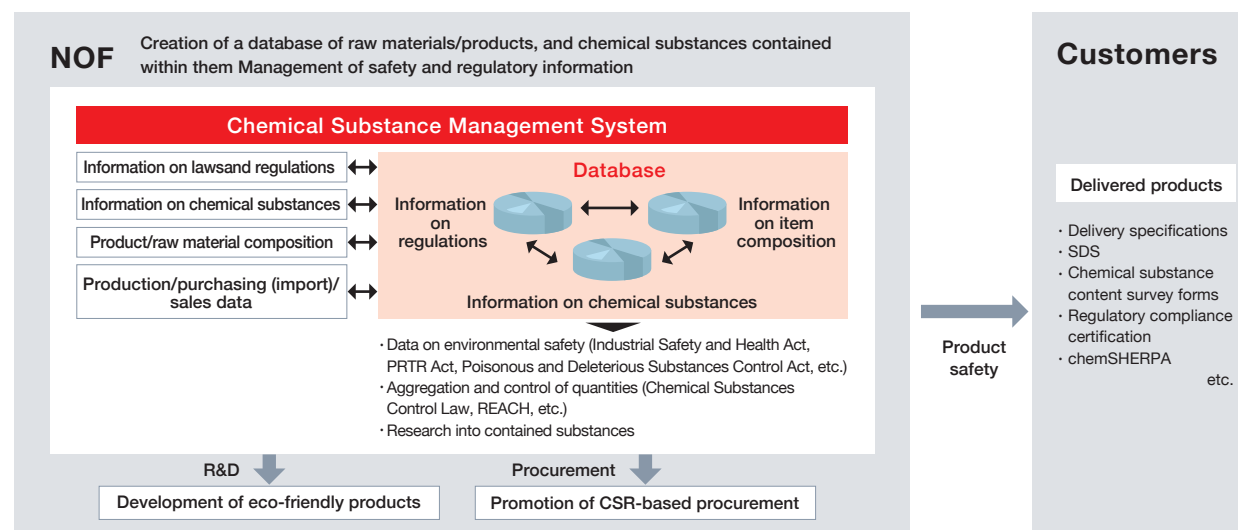 NOF
Creation of a database of raw materials/products, and chemical substances contained
within them Management of safety and regulatory information
Chemical Substance Management System
Information on lawsand regulations
Information on chemical substances
Product/raw material composition
Production/purchasing (import)/
sales data
Database
Information
on
regulations
Information
on item
composition
Information on chemical substances
・Data on environmental safety (Industrial Safety and Health Act,
PRTR Act, Poisonous and Deleterious Substances Control Act, etc.)
・Aggregation and control of quantities (Chemical Substances
Control Law, REACH, etc.)
・Research into contained substances
R&D
Development of eco-friendly products
Procurement
Promotion of CSR-based procurement
Product
safety
Customers
Delivered products
・Delivery specifications
・SDS
・Chemical substance
content survey forms
・Regulatory compliance
certification
・chemSHERPA
etc.